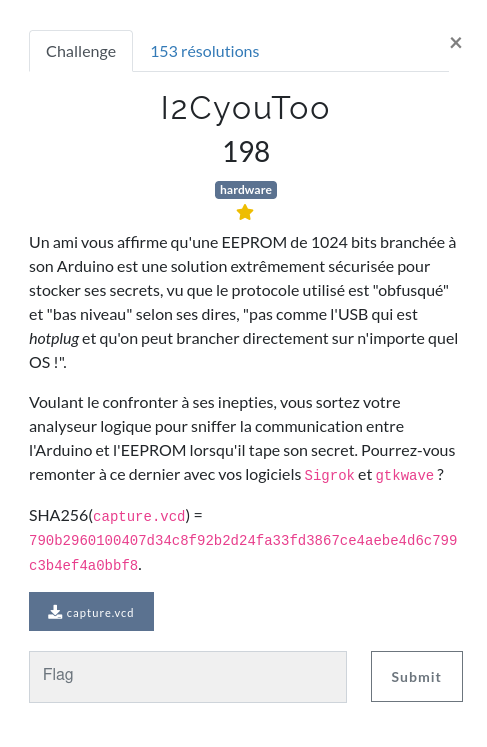 Challenge
153 résolutions
×
I2CyouToo
198
hardware
Un ami vous affirme qu'une EEPROM de 1024 bits branchée à
son Arduino est une solution extrêmement sécurisée pour
stocker ses secrets, vu que le protocole utilisé est "obfusqué"
et "bas niveau" selon ses dires, "pas comme l'USB qui est
hotplug et qu'on peut brancher directement sur n'importe quel
OS !".
Voulant le confronter à ses inepties, vous sortez votre
analyseur logique pour sniffer la communication entre
l'Arduino et l'EEPROM lorsqu'il tape son secret. Pourrez-vous
remonter à ce dernier avec vos logiciels Sigrok et gtkwave ?
SHA256(capture.vcd) =
790b2960100407d34c8f92b2d24fa33fd3867ce4aebe4d6c799
c3b4ef4a0bbf8.
capture.vcd
Flag
Submit